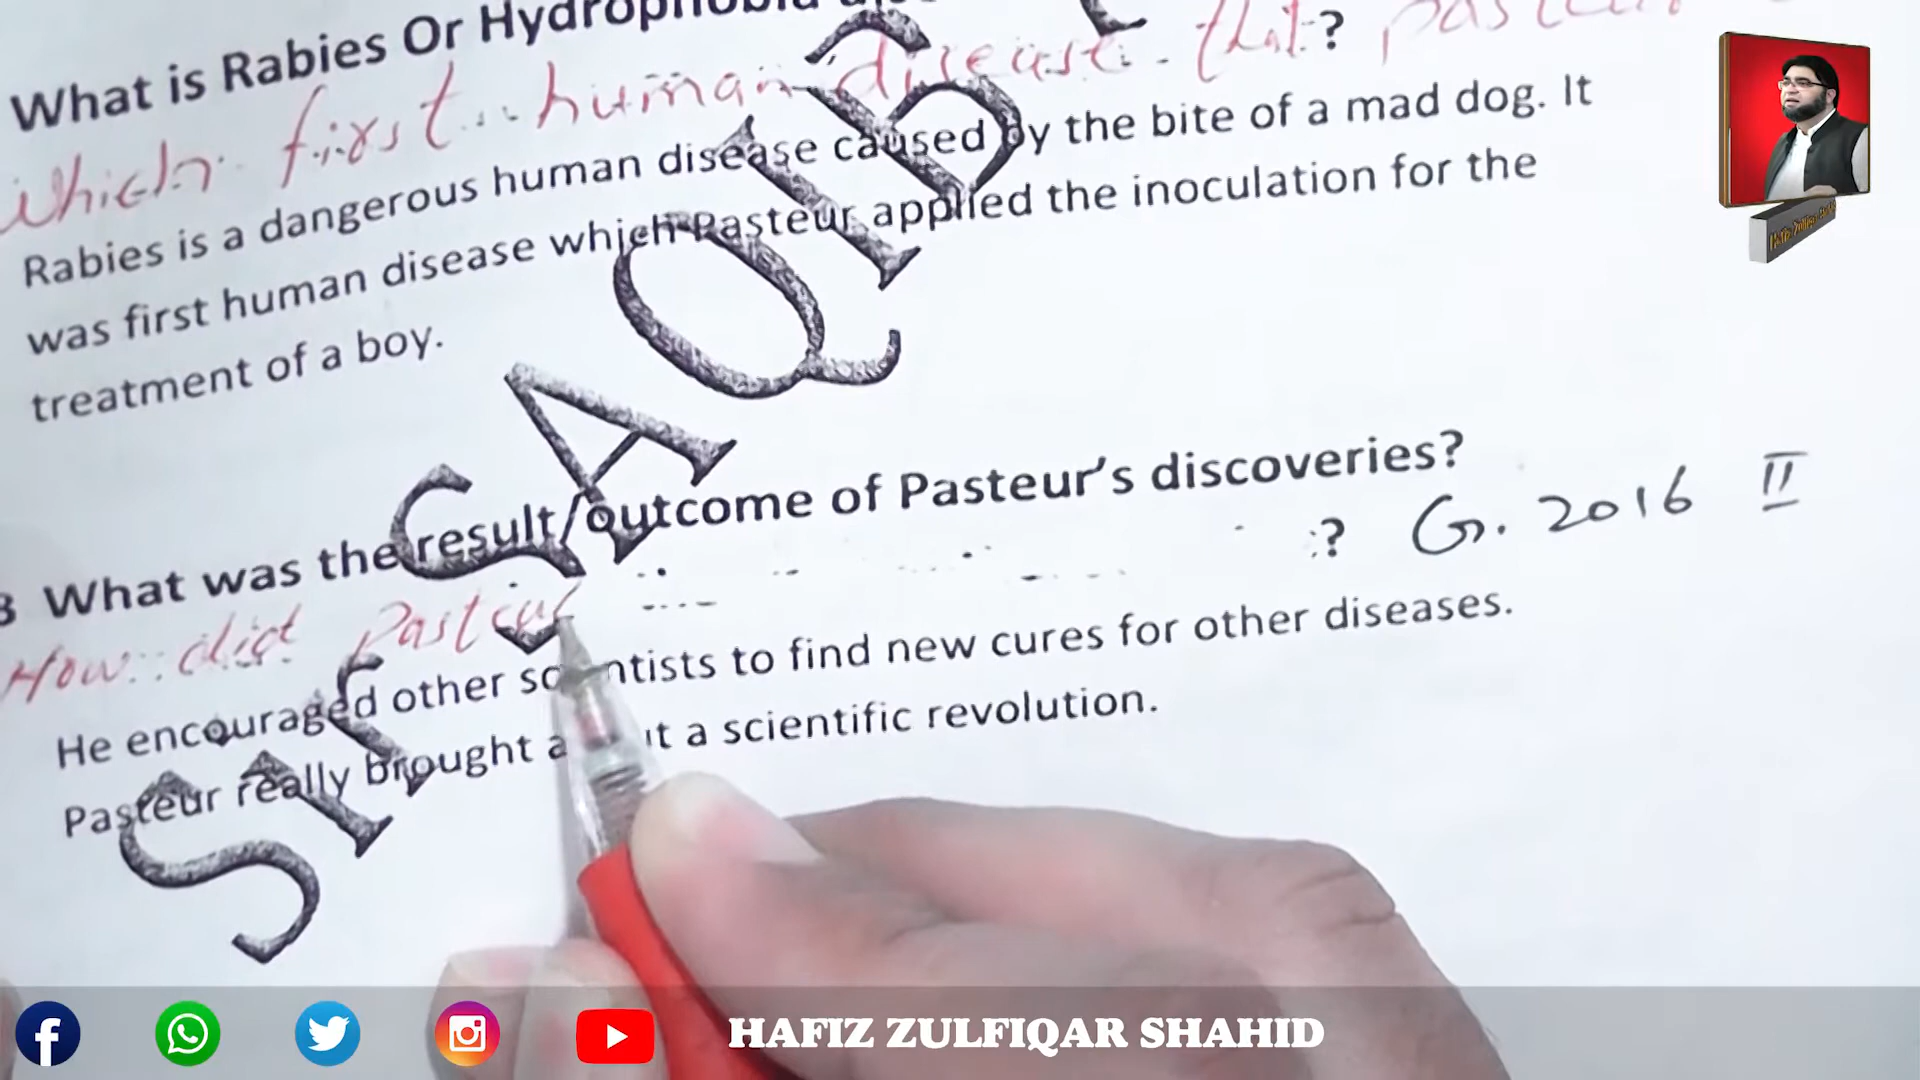 What is Rabies Or Hydrophobia
which first human disease that ? Pasteur
Rabies is a dangerous human disease caused by the bite of a mad dog. It
was first human disease which Pasteur applied the inoculation for the
treatment of a boy.
3 What was the result/outcome of Pasteur's discoveries?
How did Pasteur ? G. 2016 II
He encouraged other scientists to find new cures for other diseases.
Pasteur really brought about a scientific revolution.
SIR SAQIB
HAFIZ ZULFIQAR SHAHID